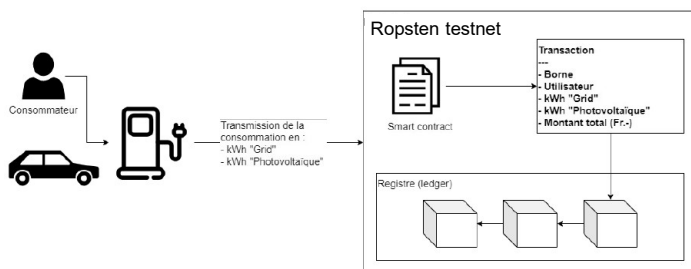 Ropsten testnet
Consommateur
Transmission de la
consommation en :
- kWh "Grid"
- kWh "Photovoltaïque"
Smart contract
Transaction
---
- Borne
- Utilisateur
- kWh "Grid"
- kWh "Photovoltaïque"
- Montant total (Fr.-)
Registre (ledger)